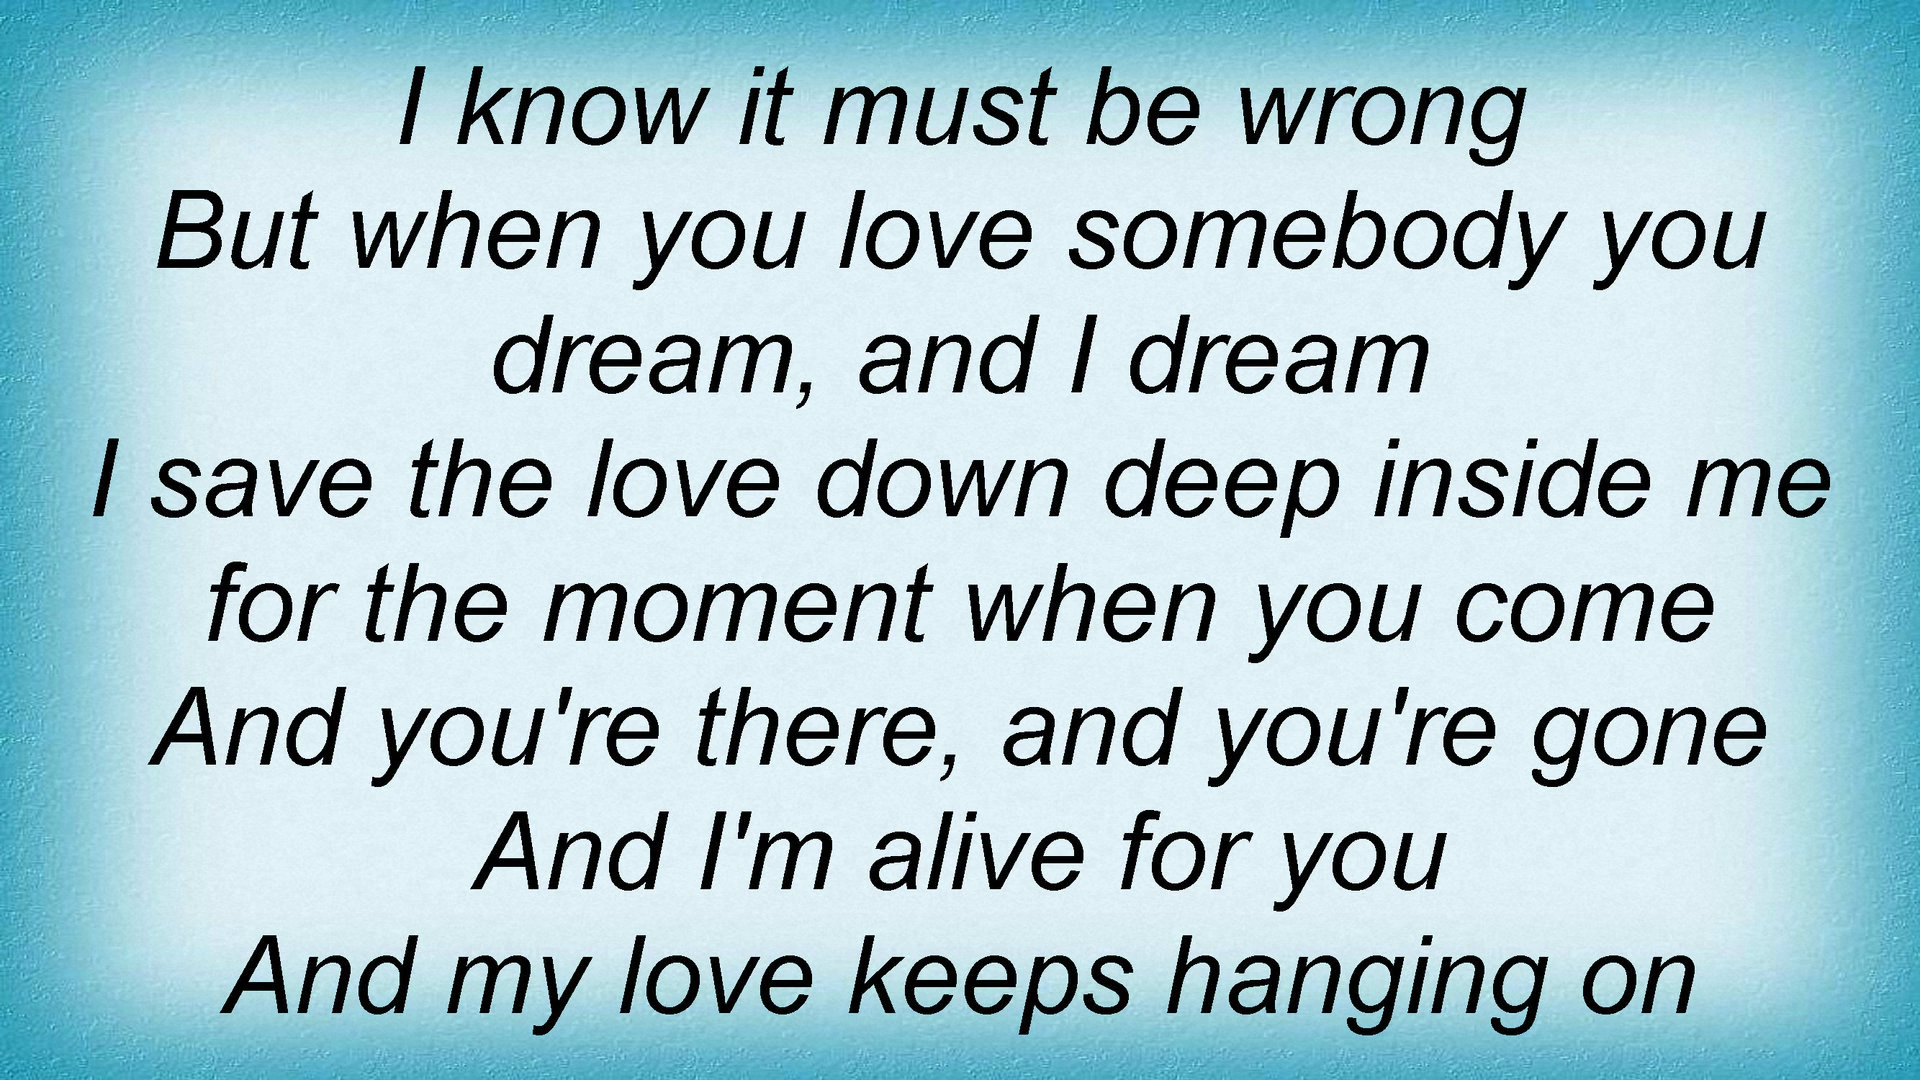 I know it must be wrong
But when you love somebody you
dream, and I dream
I save the love down deep inside me
for the moment when you come
And you're there, and you're gone
And I'm alive for you
And my love keeps hanging on